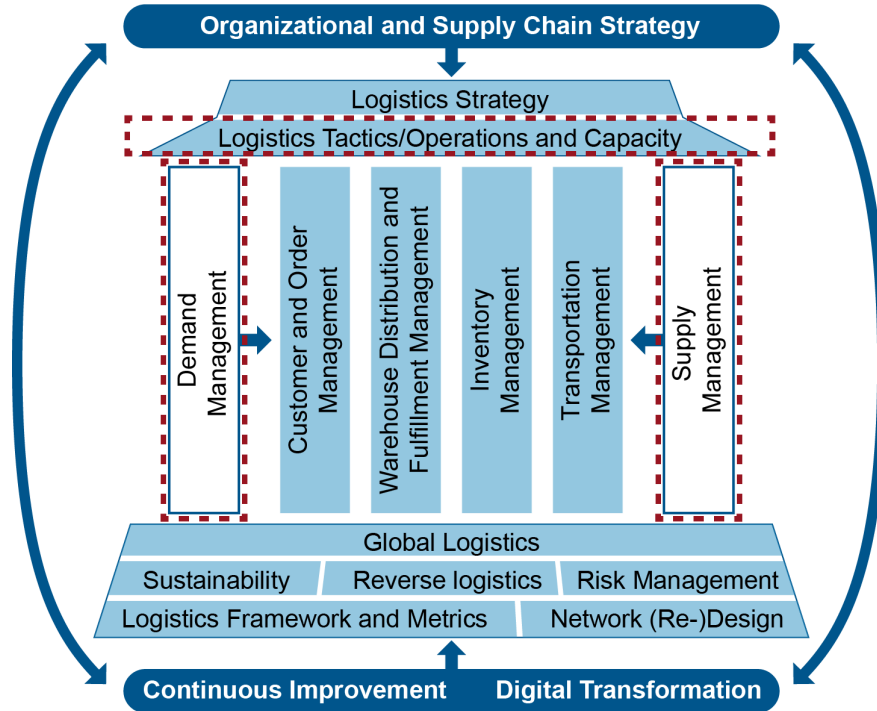 Organizational and Supply Chain Strategy
Logistics Strategy
Logistics Tactics/Operations and Capacity
Demand
Management
Customer and Order
Management
Warehouse Distribution and
Fulfillment Management
Inventory
Management
Transportation
Management
Supply
Management
Global Logistics
Sustainability
Reverse logistics
Risk Management
Logistics Framework and Metrics
Network (Re-)Design
Continuous Improvement
Digital Transformation